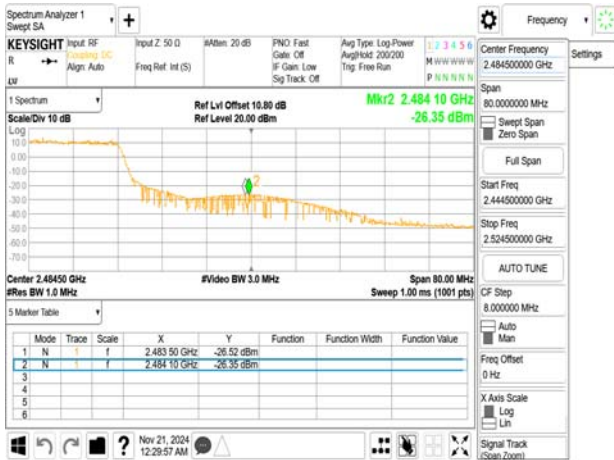 Spectrum Analyzer 1
Swept SA
Frequency
KEYSIGHT
R
Input: RF
Coupling: DC
Align: Auto
Input Z: 50 Ω
Freq Ref: Int (S)
#Atten: 20 dB
PNO: Fast
Gate: Off
IF Gain: Low
Sig Track: Off
Avg Type: Log-Power
Avg|Hold: 200/200
Trig: Free Run
1 2 3 4 5 6
M W W W W W
P N N N N N
Settings
Center Frequency
2.484500000 GHz
Span
80.0000000 MHz
Swept Span
Zero Span
Full Span
Start Freq
2.444500000 GHz
Stop Freq
2.524500000 GHz
AUTO TUNE
CF Step
8.000000 MHz
Auto
Man
Freq Offset
0 Hz
X Axis Scale
Log
Lin
Signal Track
(Span Zoom)
1 Spectrum
Scale/Div 10 dB
Ref Lvl Offset 10.80 dB
Ref Level 20.00 dBm
Mkr2 2.484 10 GHz
-26.35 dBm
Log
10.0
0.00
-10.0
-20.0
-30.0
-40.0
-50.0
-60.0
-70.0
2
Center 2.48450 GHz
#Res BW 1.0 MHz
#Video BW 3.0 MHz
Span 80.00 MHz
Sweep 1.00 ms (1001 pts)
5 Marker Table
Mode Trace Scale X Y Function Function Width Function Value
1 N 1 f 2.483 50 GHz -26.52 dBm
2 N 1 f 2.484 10 GHz -26.35 dBm
3
4
5
6
Nov 21, 2024
12:29:57 AM